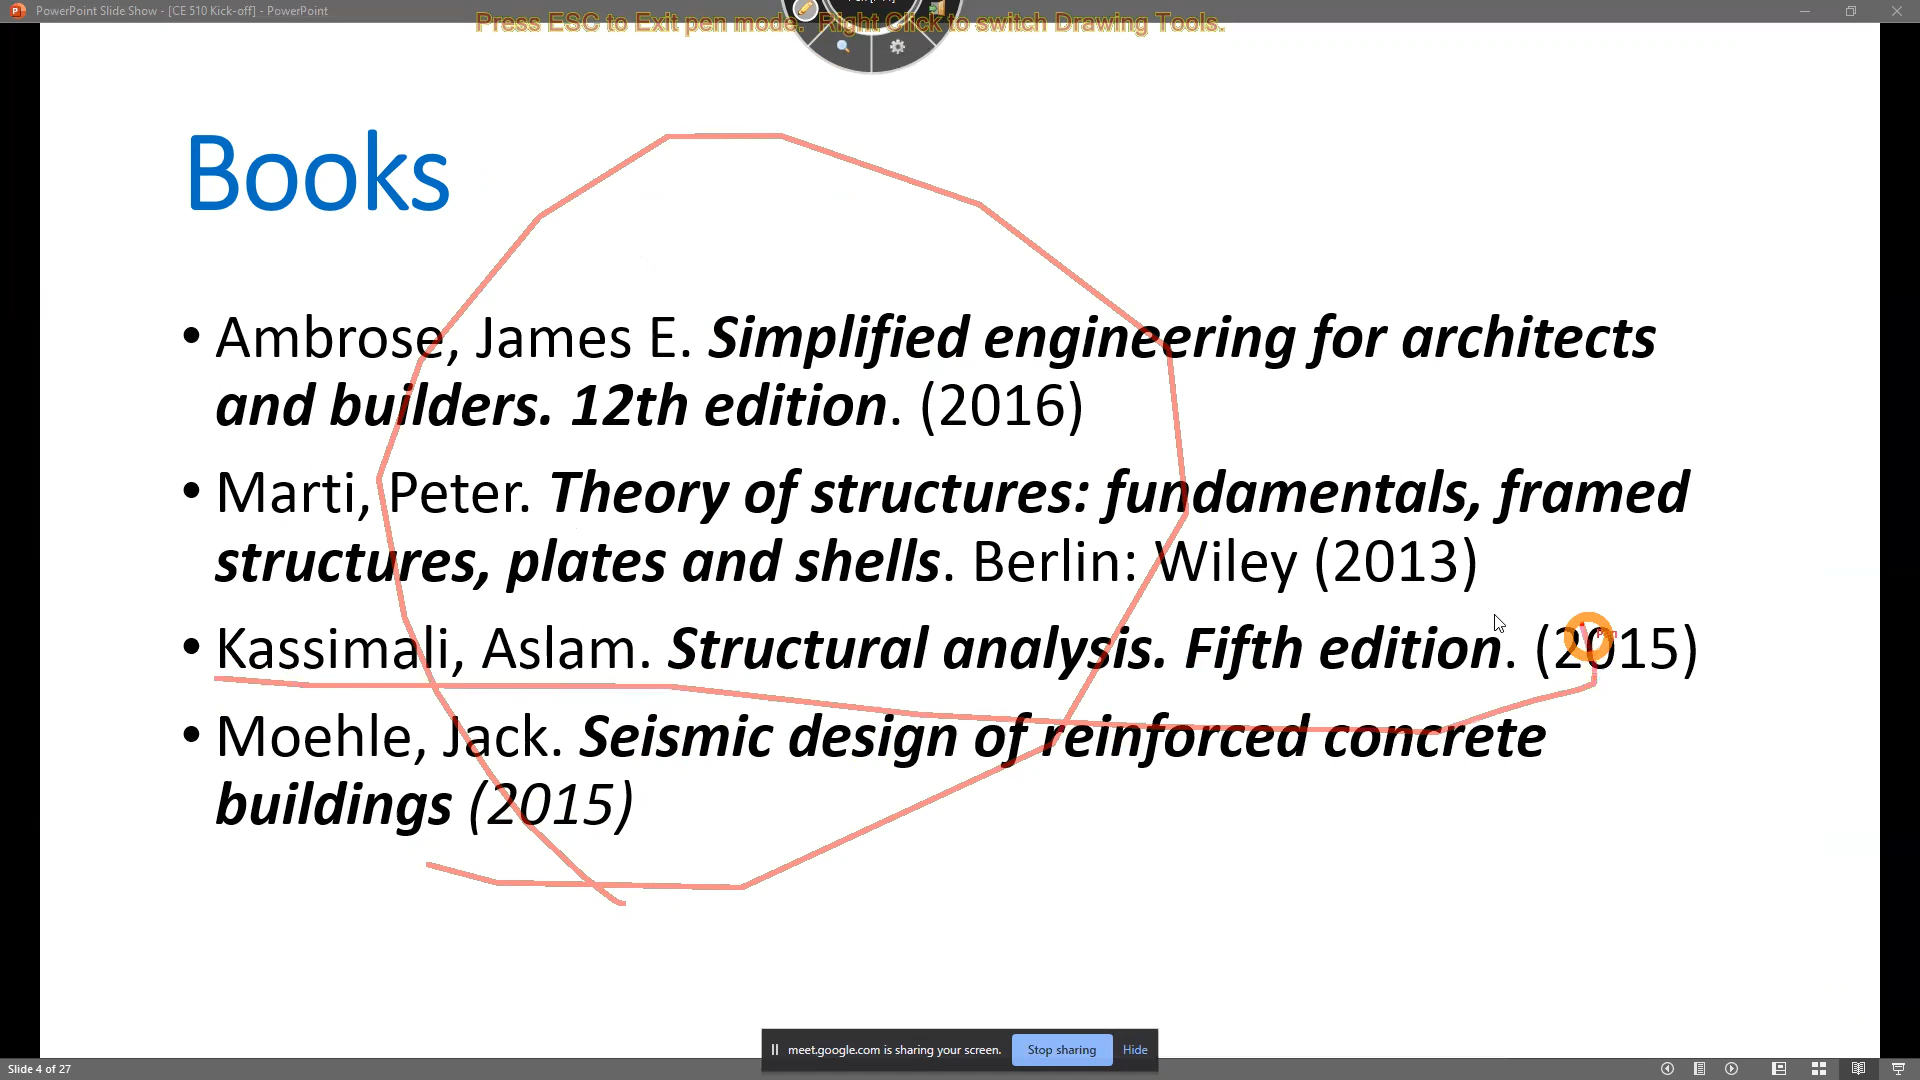 PowerPoint Slide Show - [CE 510 Kick-off] - PowerPoint
Press ESC to Exit pen mode. Right Click to switch Drawing Tools.
Books
• Ambrose, James E. Simplified engineering for architects
and builders. 12th edition. (2016)
• Marti, Peter. Theory of structures: fundamentals, framed
structures, plates and shells. Berlin: Wiley (2013)
• Kassimali, Aslam. Structural analysis. Fifth edition. (2015)
Pen
• Moehle, Jack. Seismic design of reinforced concrete
buildings (2015)
meet.google.com is sharing your screen. Stop sharing Hide
Slide 4 of 27